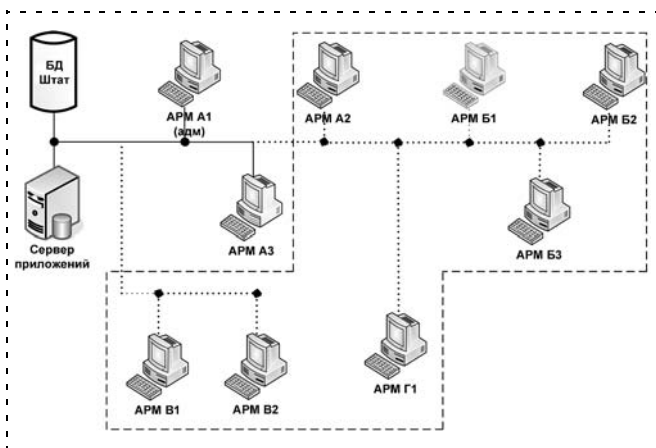 БД
Штат
АРМ А1
(адм)
АРМ А2
АРМ Б1
АРМ Б2
Сервер
приложений
АРМ А3
АРМ Б3
АРМ В1
АРМ В2
АРМ Г1